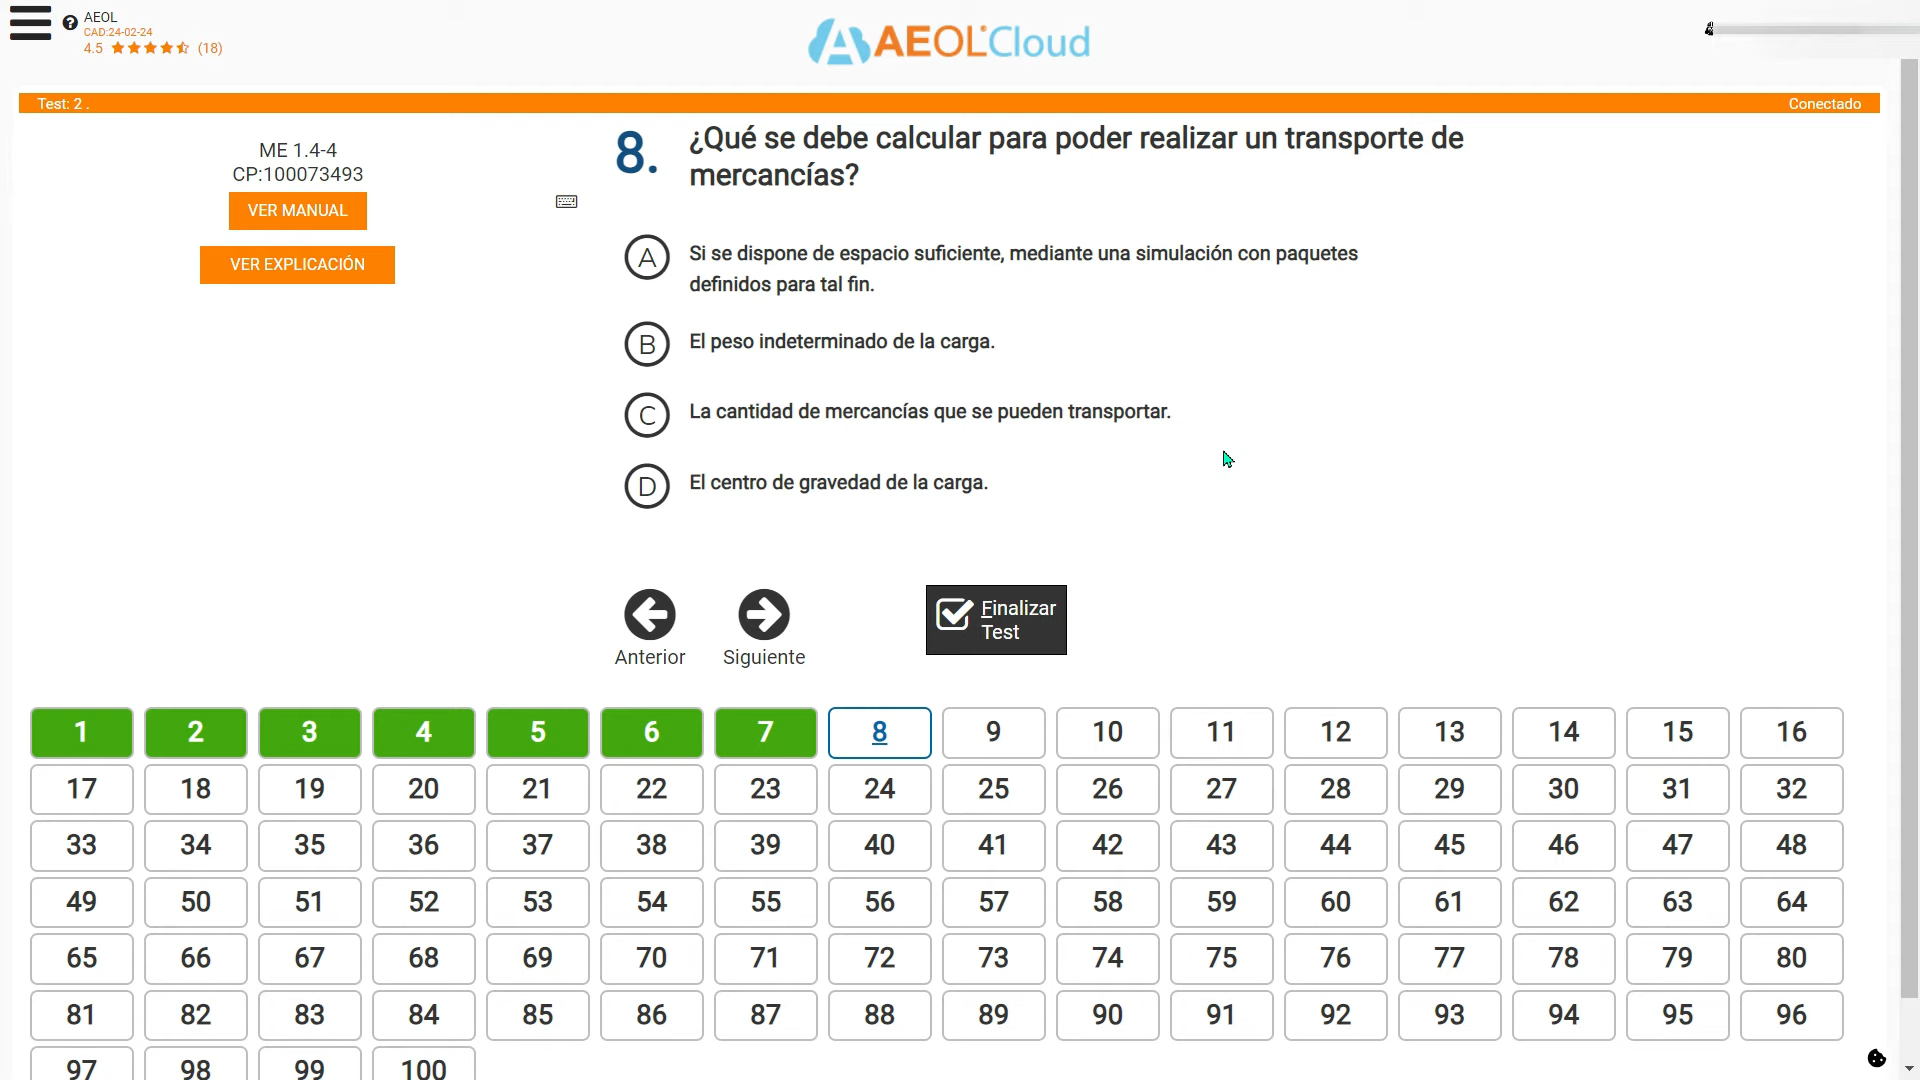 AEOL
CAD:24-02-24
4.5 (18)
AEOL Cloud
Test: 2 .
Conectado
ME 1.4-4
CP:100073493
VER MANUAL
VER EXPLICACIÓN
8. ¿Qué se debe calcular para poder realizar un transporte de
mercancías?
A Si se dispone de espacio suficiente, mediante una simulación con paquetes
definidos para tal fin.
B El peso indeterminado de la carga.
C La cantidad de mercancías que se pueden transportar.
D El centro de gravedad de la carga.
Anterior
Siguiente
Finalizar
Test
1 2 3 4 5 6 7 8 9 10 11 12 13 14 15 16
17 18 19 20 21 22 23 24 25 26 27 28 29 30 31 32
33 34 35 36 37 38 39 40 41 42 43 44 45 46 47 48
49 50 51 52 53 54 55 56 57 58 59 60 61 62 63 64
65 66 67 68 69 70 71 72 73 74 75 76 77 78 79 80
81 82 83 84 85 86 87 88 89 90 91 92 93 94 95 96
97 98 99 100